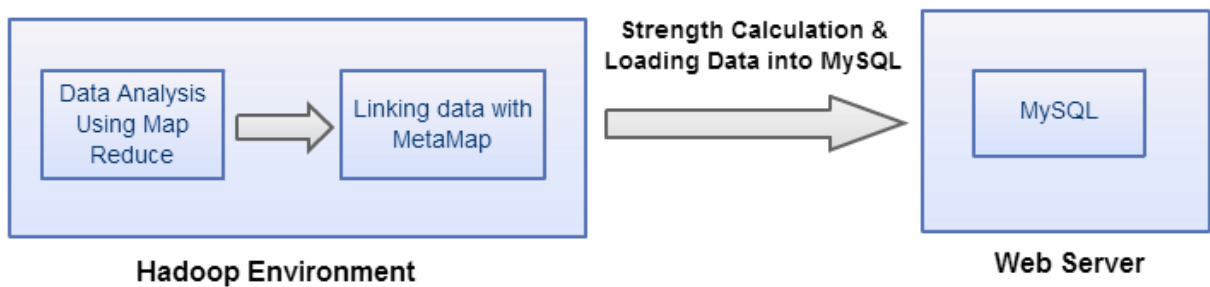 Data Analysis
Using Map
Reduce
Linking data with
MetaMap
Hadoop Environment
Strength Calculation &
Loading Data into MySQL
MySQL
Web Server